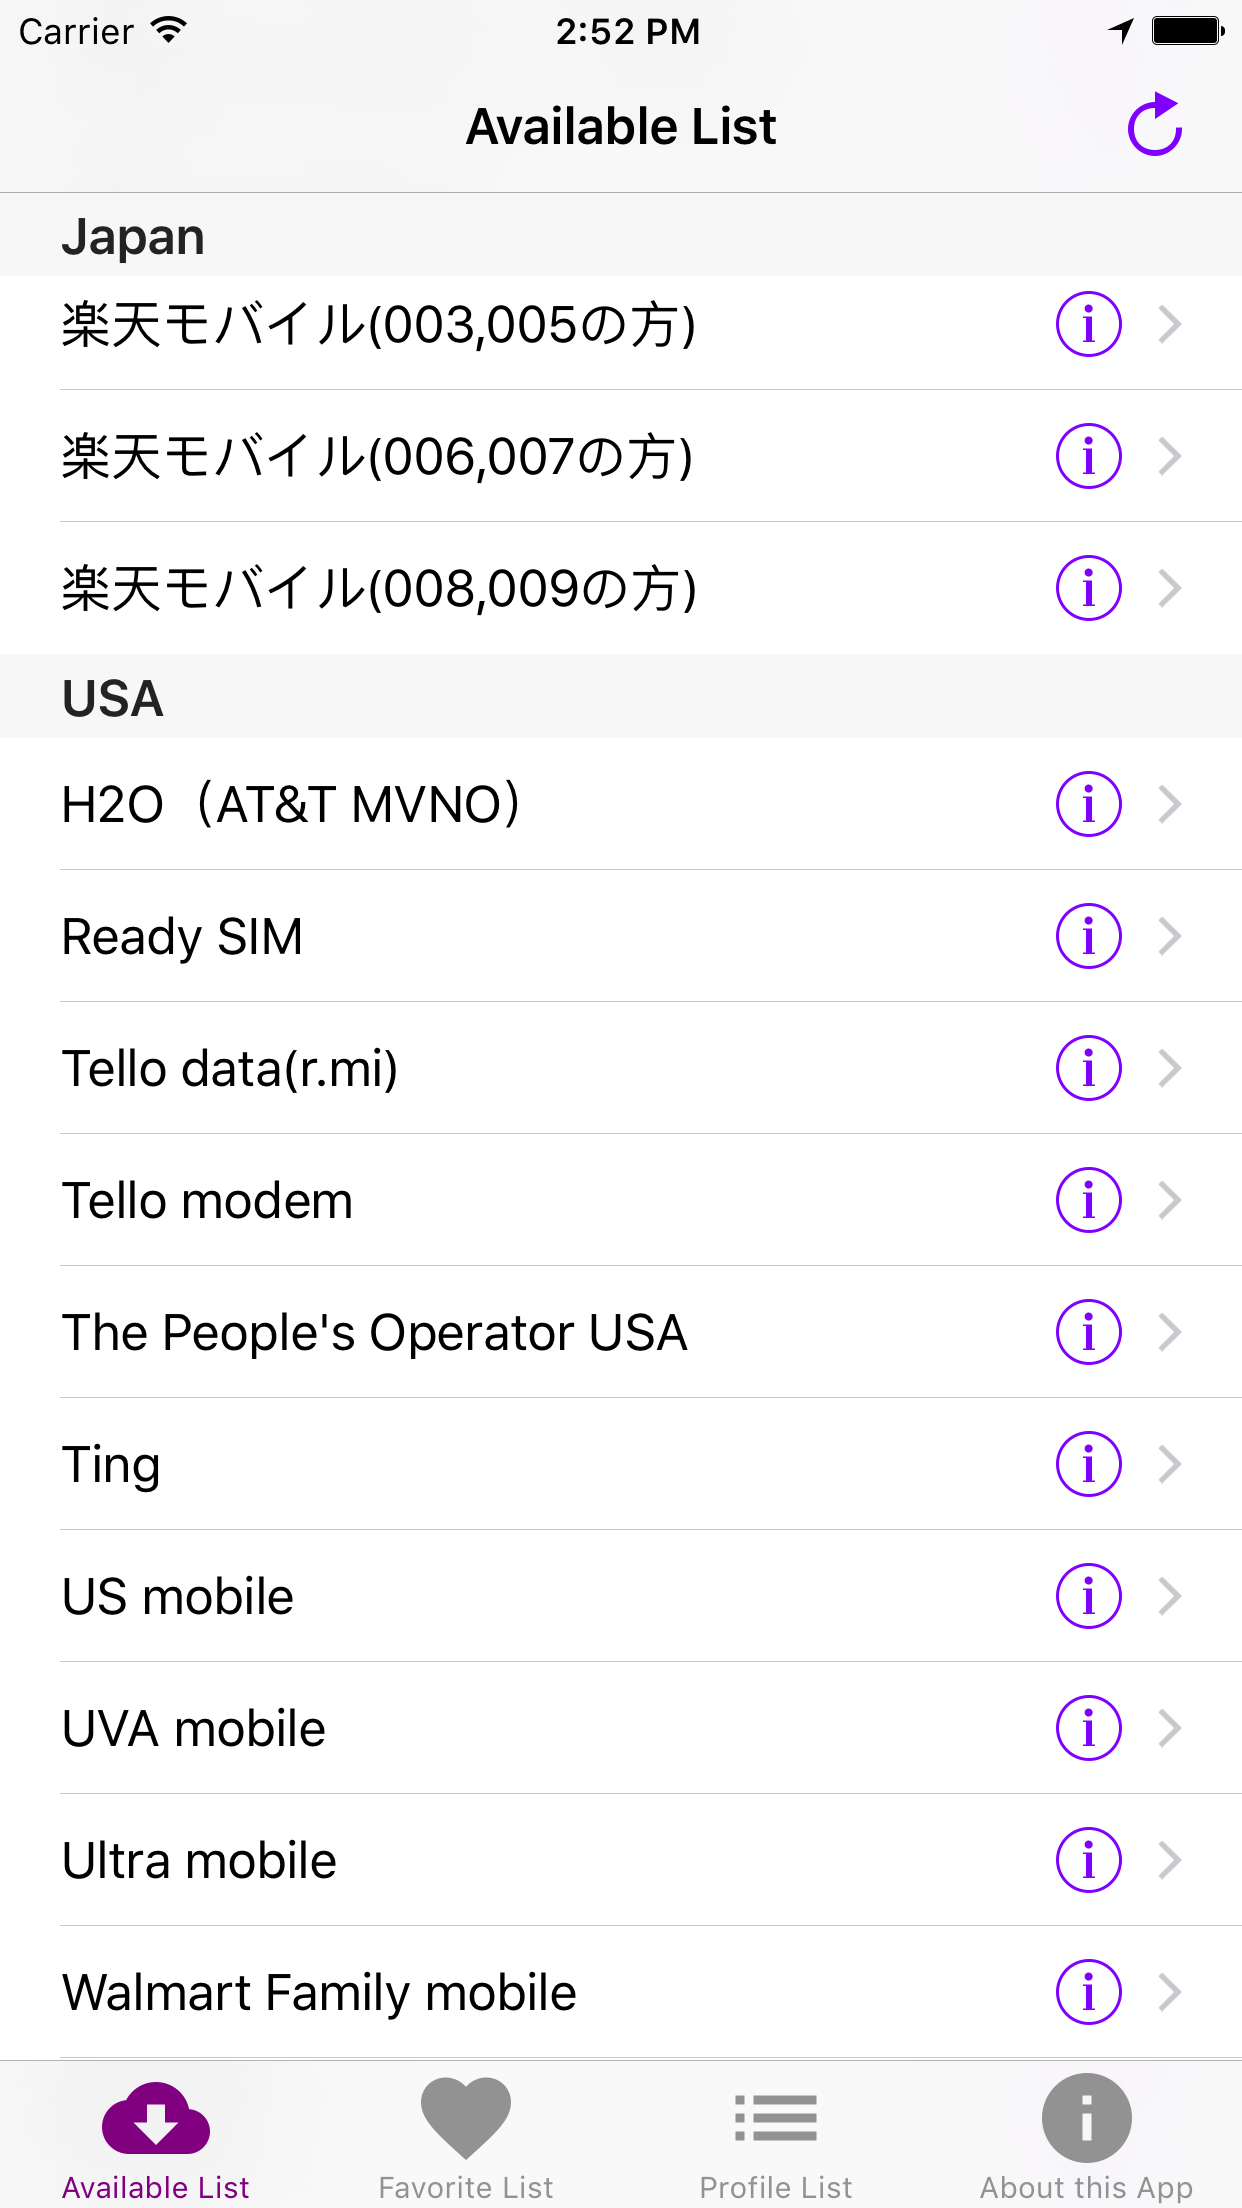 Carrier 2:52 PM
Available List
Japan
楽天モバイル(003,005の方)
楽天モバイル(006,007の方)
楽天モバイル(008,009の方)
USA
H2O（AT&T MVNO）
Ready SIM
Tello data(r.mi)
Tello modem
The People's Operator USA
Ting
US mobile
UVA mobile
Ultra mobile
Walmart Family mobile
Available List Favorite List Profile List About this App